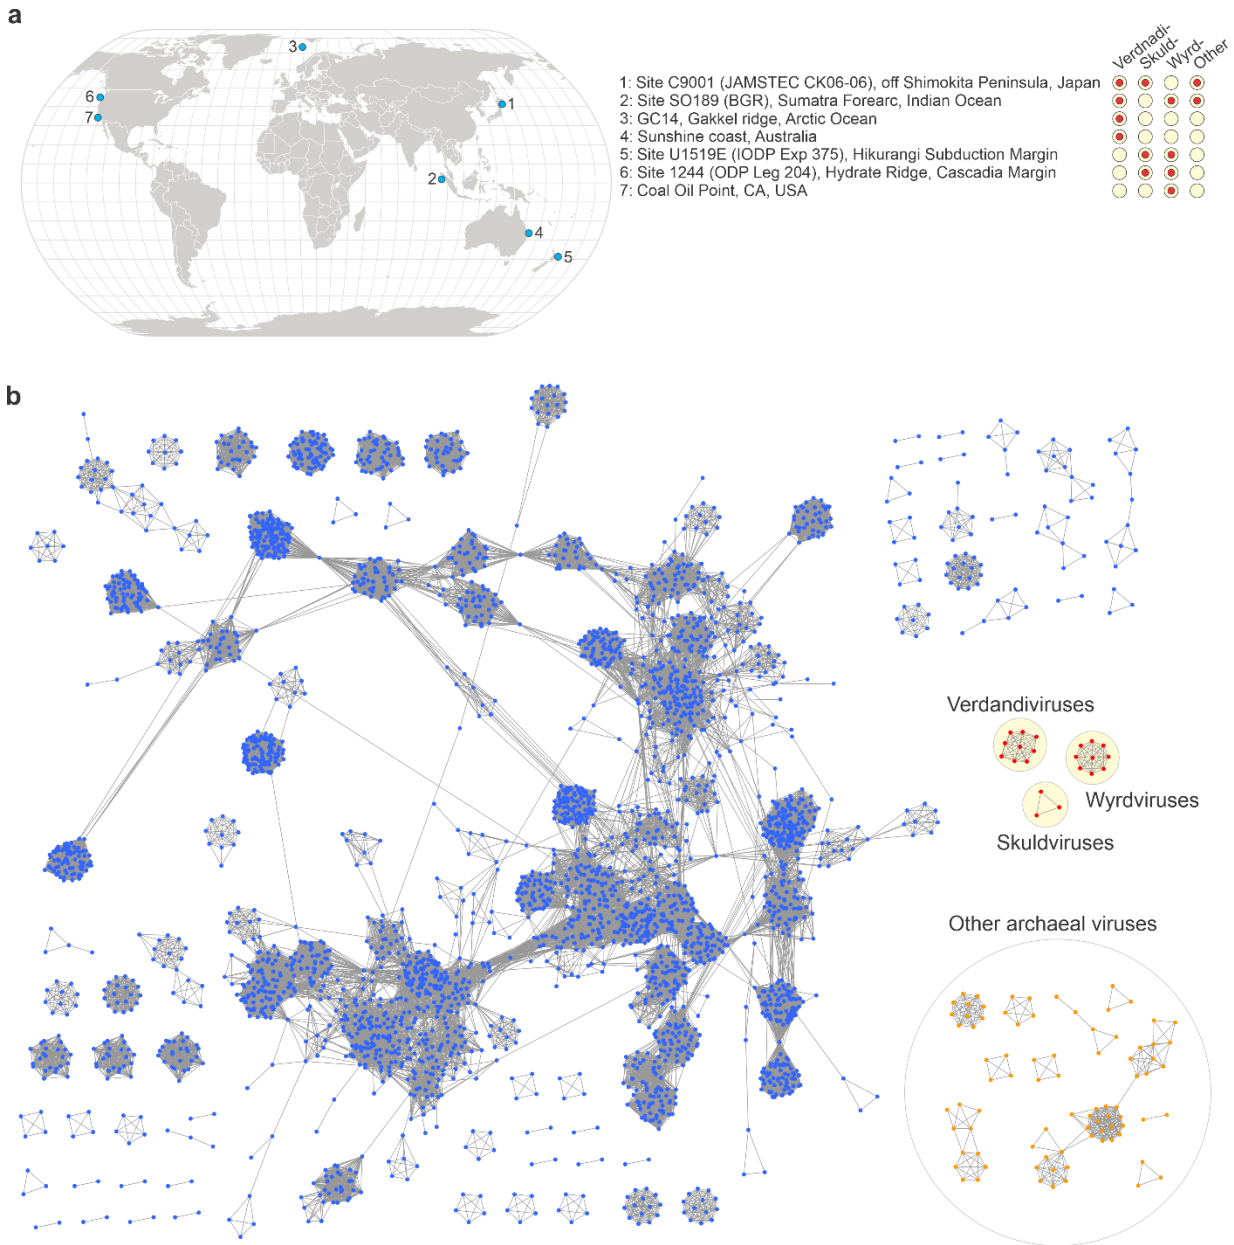 a
Verdnadi-
Skuld-
Wyrd-
Other
1: Site C9001 (JAMSTEC CK06-06), off Shimokita Peninsula, Japan
2: Site SO189 (BGR), Sumatra Forearc, Indian Ocean
3: GC14, Gakkel ridge, Arctic Ocean
4: Sunshine coast, Australia
5: Site U1519E (IODP Exp 375), Hikurangi Subduction Margin
6: Site 1244 (ODP Leg 204), Hydrate Ridge, Cascadia Margin
7: Coal Oil Point, CA, USA
3
6
7
1
2
4
5
b
Verdandiviruses
Wyrdviruses
Skuldviruses
Other archaeal viruses